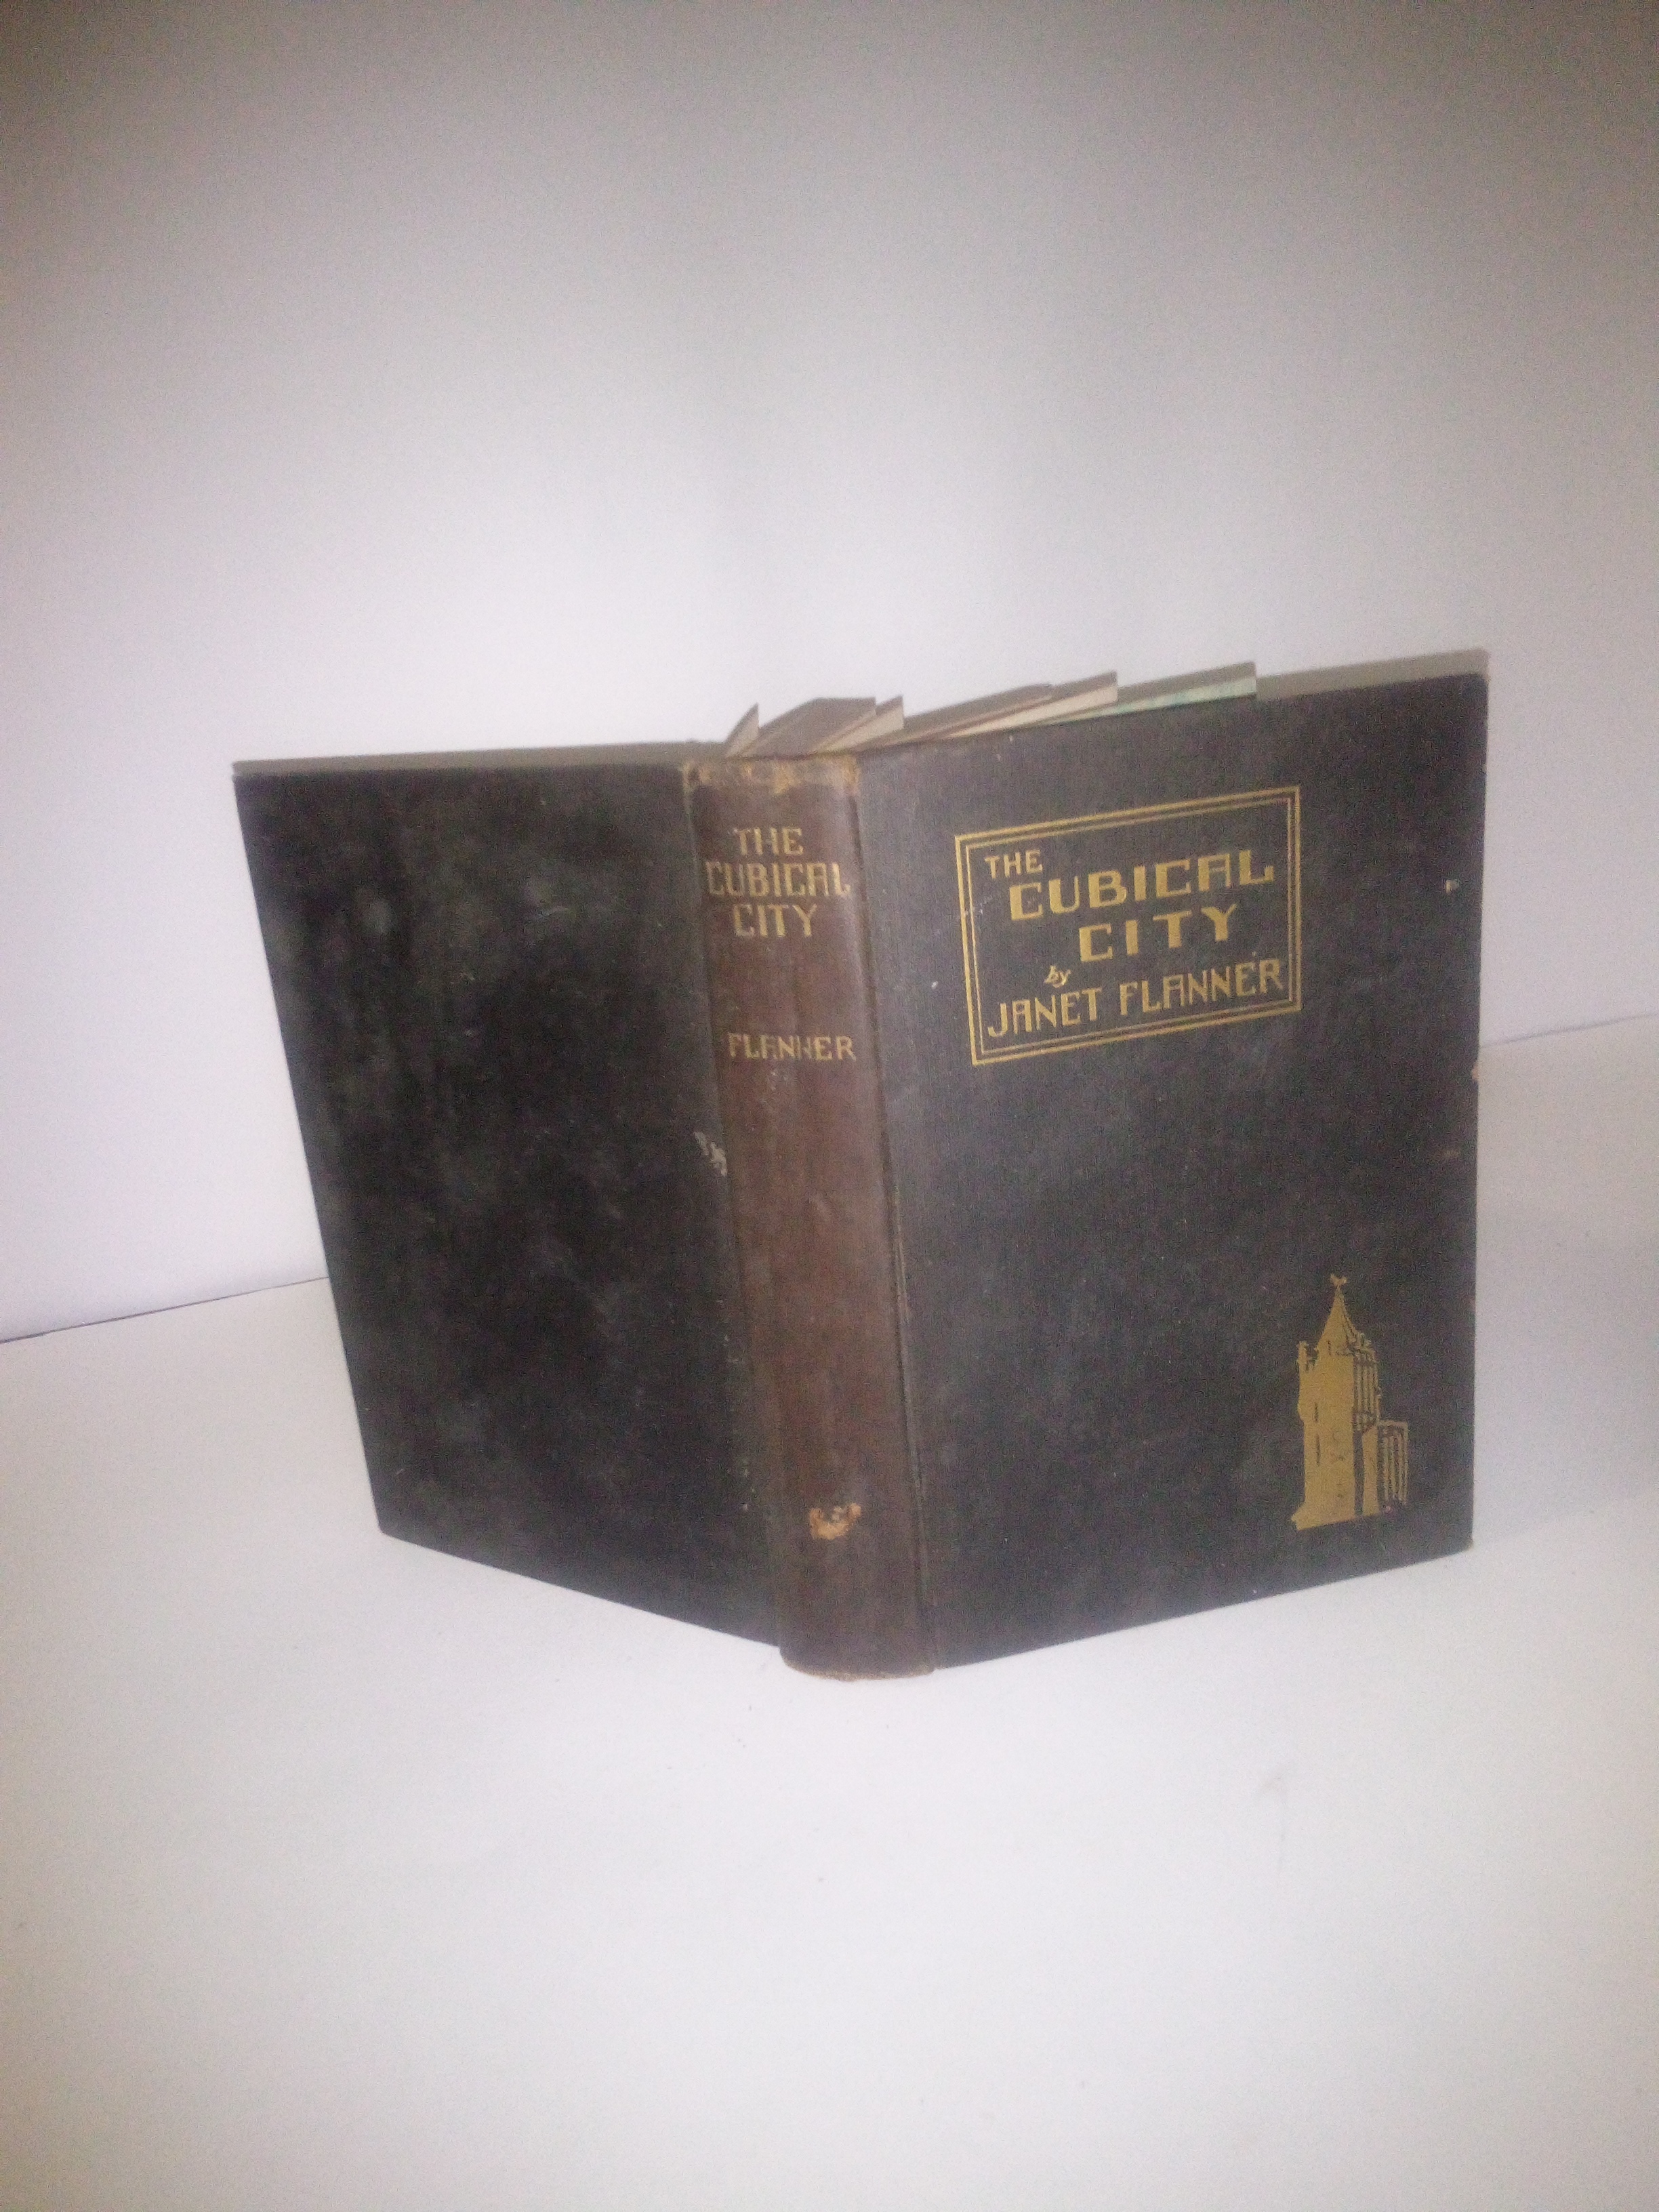 THE
CUBICAL
CITY
FLANNER
THE
CUBICAL
CITY
by
JANET FLANNER